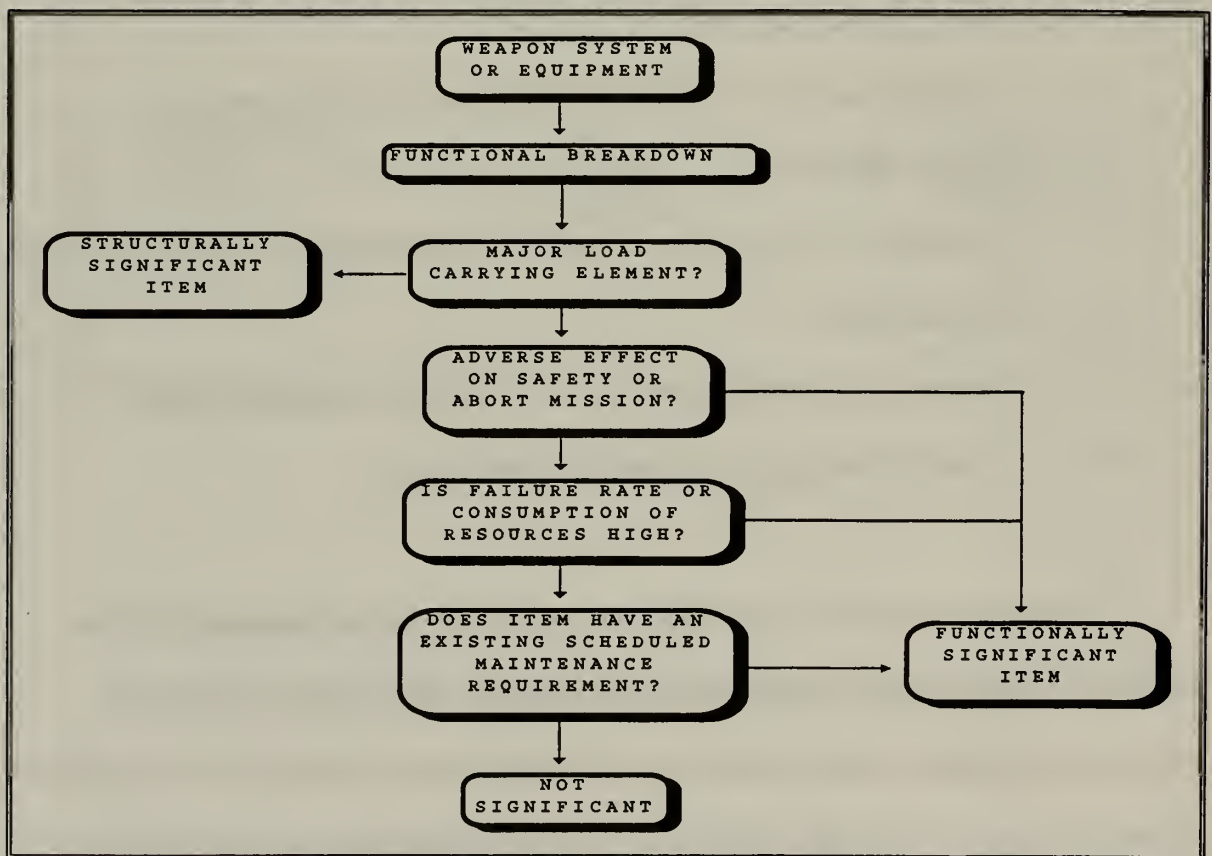 WEAPON SYSTEM
OR EQUIPMENT
FUNCTIONAL BREAKDOWN
STRUCTURALLY
SIGNIFICANT
ITEM
MAJOR LOAD
CARRYING ELEMENT?
ADVERSE EFFECT
ON SAFETY OR
ABORT MISSION?
IS FAILURE RATE OR
CONSUMPTION OF
RESOURCES HIGH?
DOES ITEM HAVE AN
EXISTING SCHEDULED
MAINTENANCE
REQUIREMENT?
FUNCTIONALLY
SIGNIFICANT
ITEM
NOT
SIGNIFICANT